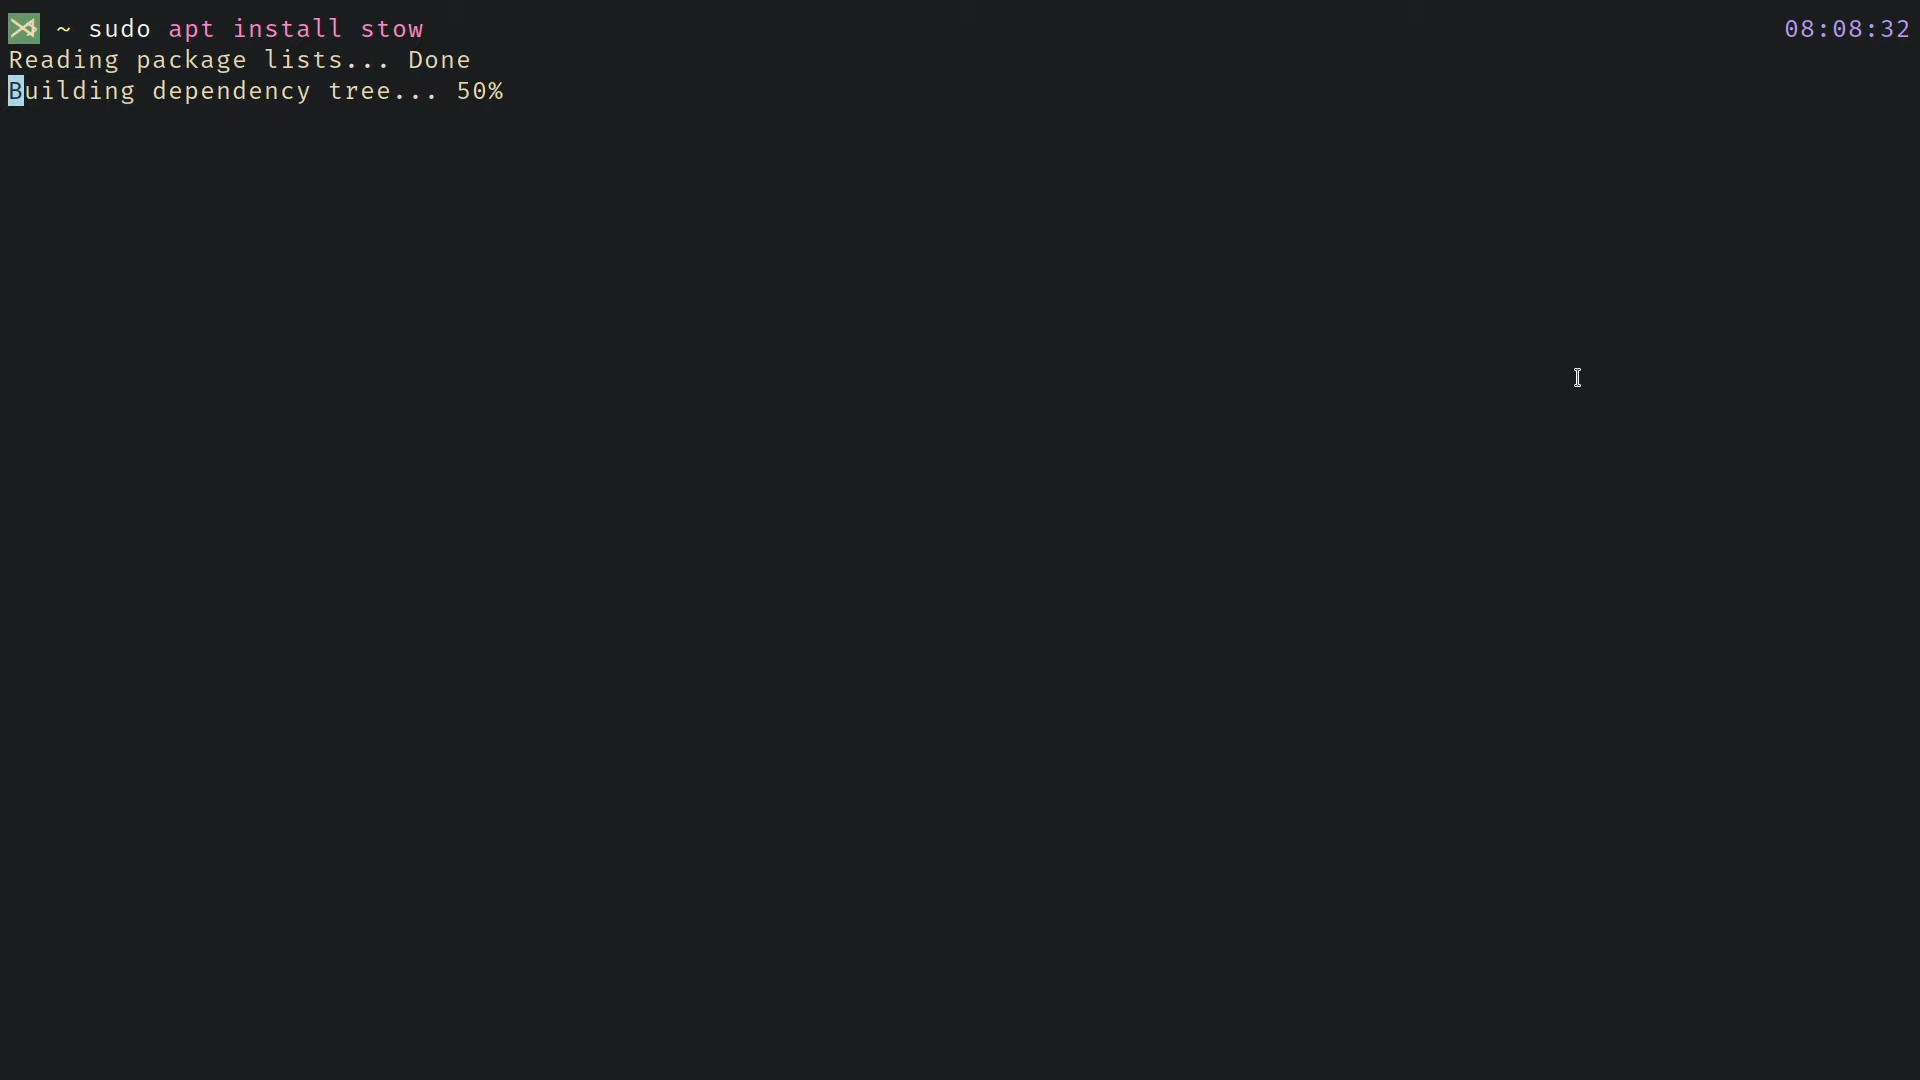 ~ sudo apt install stow 08:08:32
Reading package lists... Done
Building dependency tree... 50%